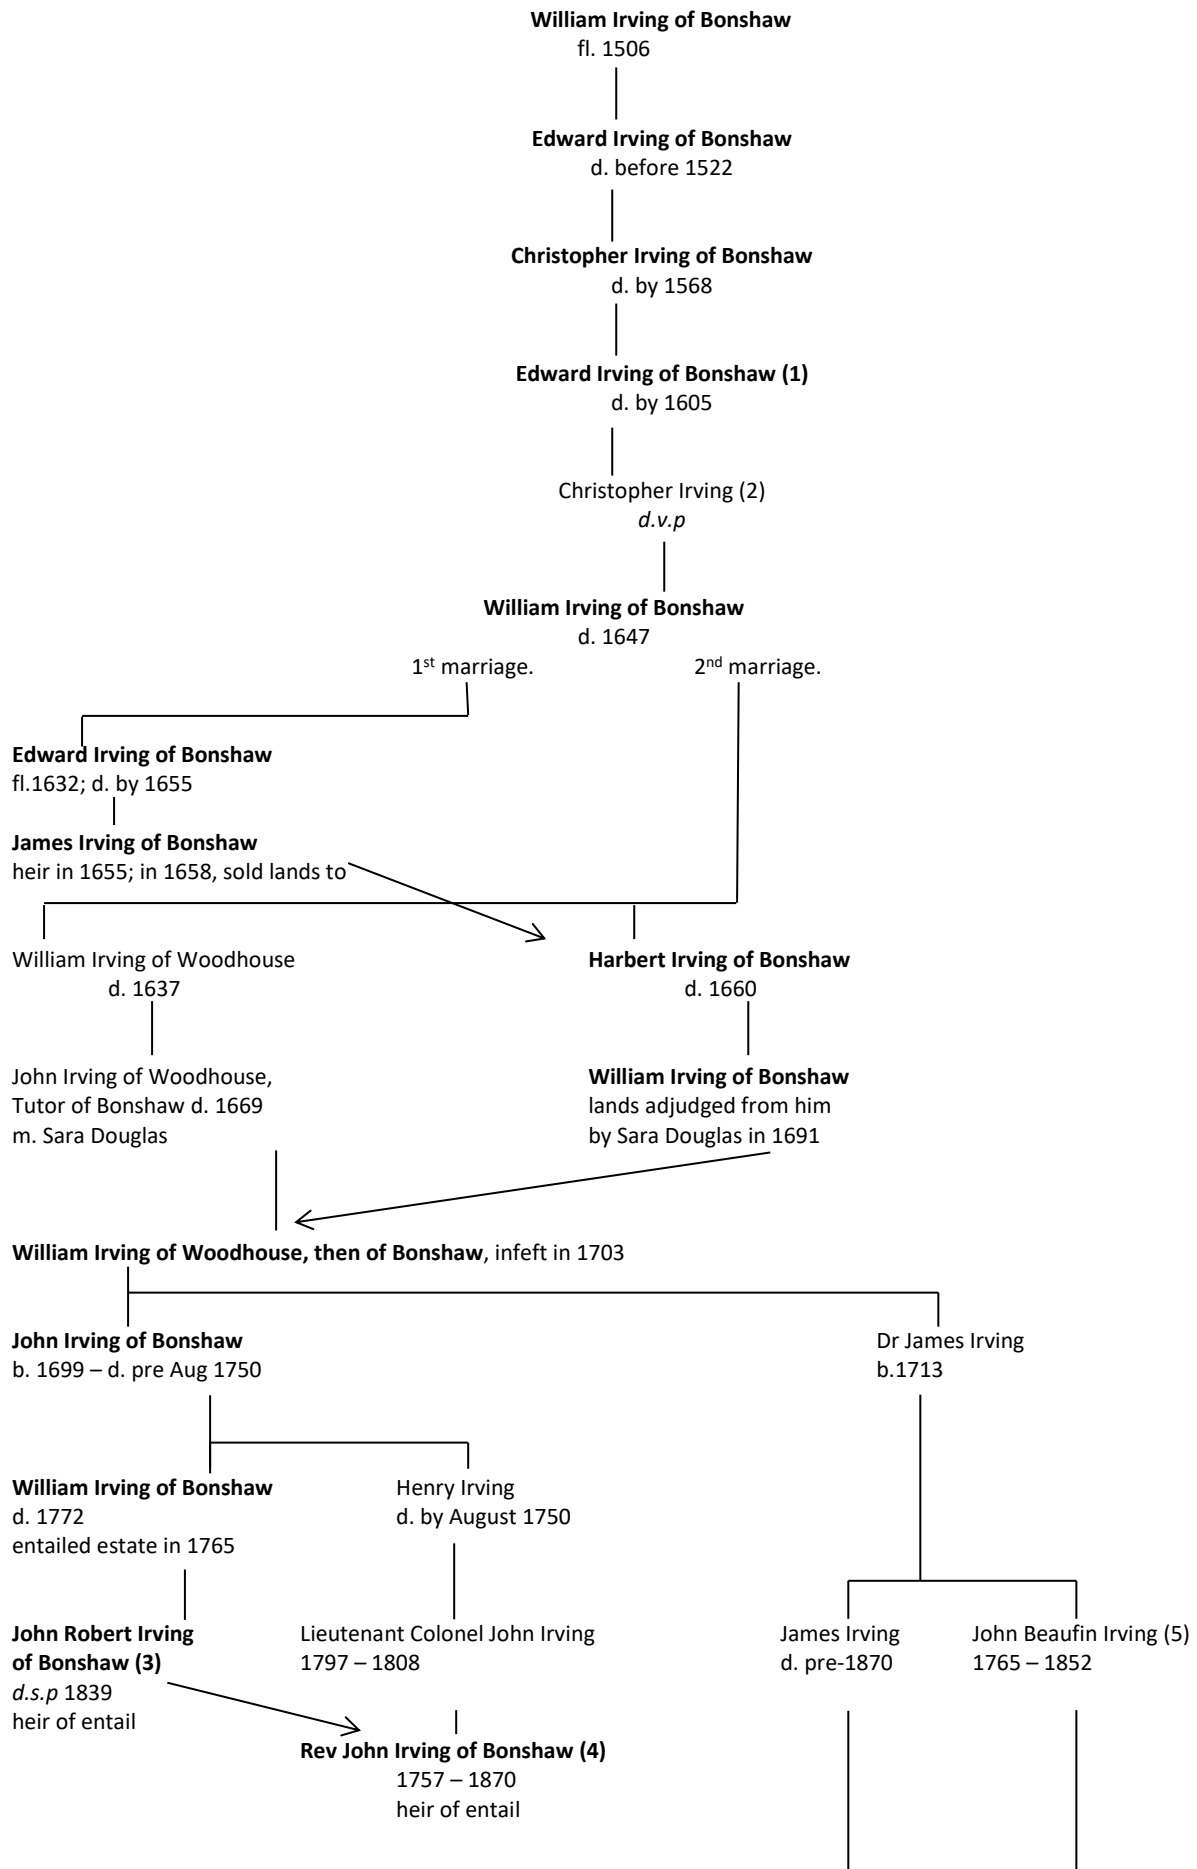 William Irving of Bonshaw
fl. 1506
Edward Irving of Bonshaw
d. before 1522
Christopher Irving of Bonshaw
d. by 1568
Edward Irving of Bonshaw (1)
d. by 1605
Christopher Irving (2)
d.v.p
William Irving of Bonshaw
d. 1647
1st marriage.
2nd marriage.
Edward Irving of Bonshaw
fl.1632; d. by 1655
James Irving of Bonshaw
heir in 1655; in 1658, sold lands to
William Irving of Woodhouse
d. 1637
Harbert Irving of Bonshaw
d. 1660
John Irving of Woodhouse,
Tutor of Bonshaw d. 1669
m. Sara Douglas
William Irving of Bonshaw
lands adjudged from him
by Sara Douglas in 1691
William Irving of Woodhouse, then of Bonshaw, infeft in 1703
John Irving of Bonshaw
b. 1699 – d. pre Aug 1750
Dr James Irving
b.1713
William Irving of Bonshaw
d. 1772
entailed estate in 1765
Henry Irving
d. by August 1750
John Robert Irving
of Bonshaw (3)
d.s.p 1839
heir of entail
Lieutenant Colonel John Irving
1797 – 1808
James Irving
d. pre-1870
John Beaufin Irving (5)
1765 – 1852
Rev John Irving of Bonshaw (4)
1757 – 1870
heir of entail